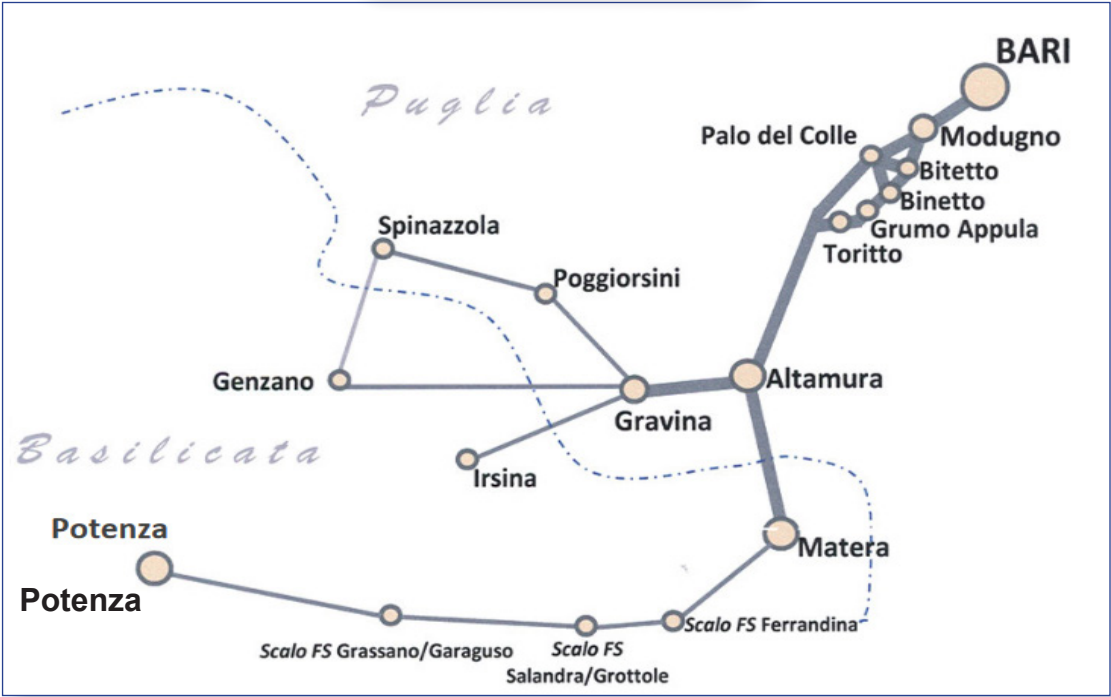 BARI
Puglia
Palo del Colle
Modugno
Bitetto
Binetto
Grumo Appula
Toritto
Spinazzola
Poggiorsini
Genzano
Altamura
Gravina
Basilicata
Irsina
Potenza
Matera
Potenza
Scalo FS Ferrandina
Scalo FS Grassano/Garaguso
Scalo FS
Salandra/Grottole